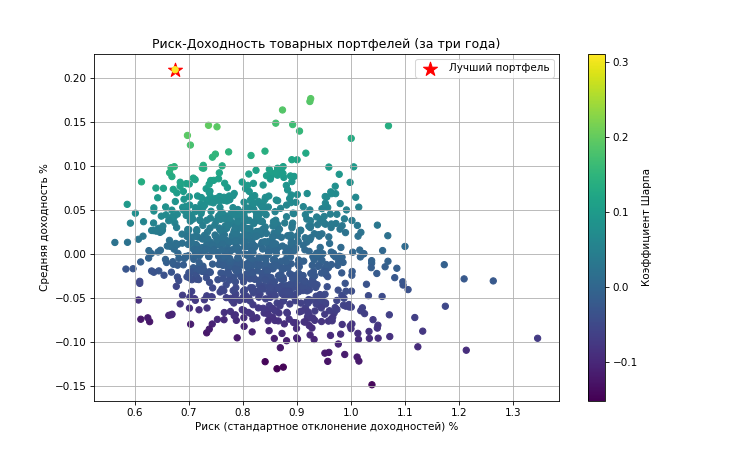 Риск-Доходность товарных портфелей (за три года)
Лучший портфель
Средняя доходность %
0.20
0.15
0.10
0.05
0.00
−0.05
−0.10
−0.15
0.6 0.7 0.8 0.9 1.0 1.1 1.2 1.3
Риск (стандартное отклонение доходностей) %
0.3
0.2
0.1
0.0
−0.1
Коэффициент Шарпа